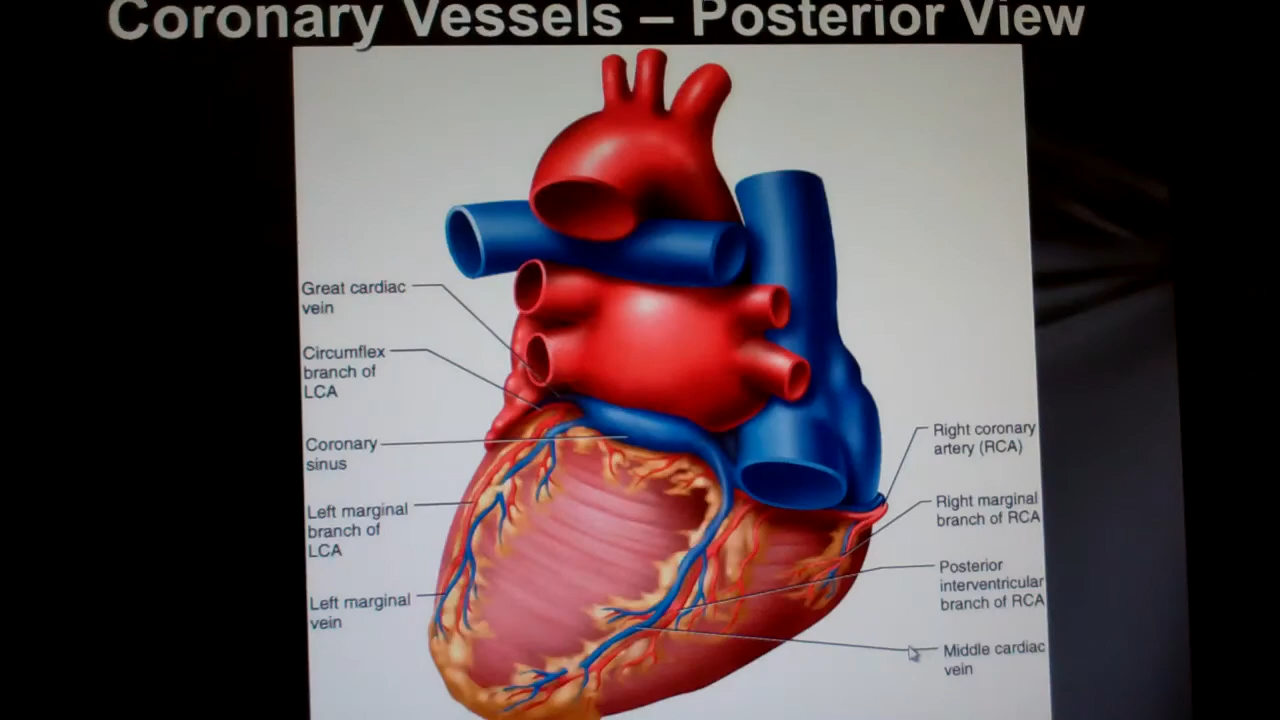 Coronary Vessels – Posterior View
Great cardiac
vein
Circumflex
branch of
LCA
Coronary
sinus
Left marginal
branch of
LCA
Left marginal
vein
Right coronary
artery (RCA)
Right marginal
branch of RCA
Posterior
interventricular
branch of RCA
Middle cardiac
vein